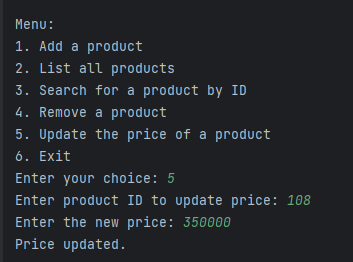 Menu:
1. Add a product
2. List all products
3. Search for a product by ID
4. Remove a product
5. Update the price of a product
6. Exit
Enter your choice: 5
Enter product ID to update price: 108
Enter the new price: 350000
Price updated.